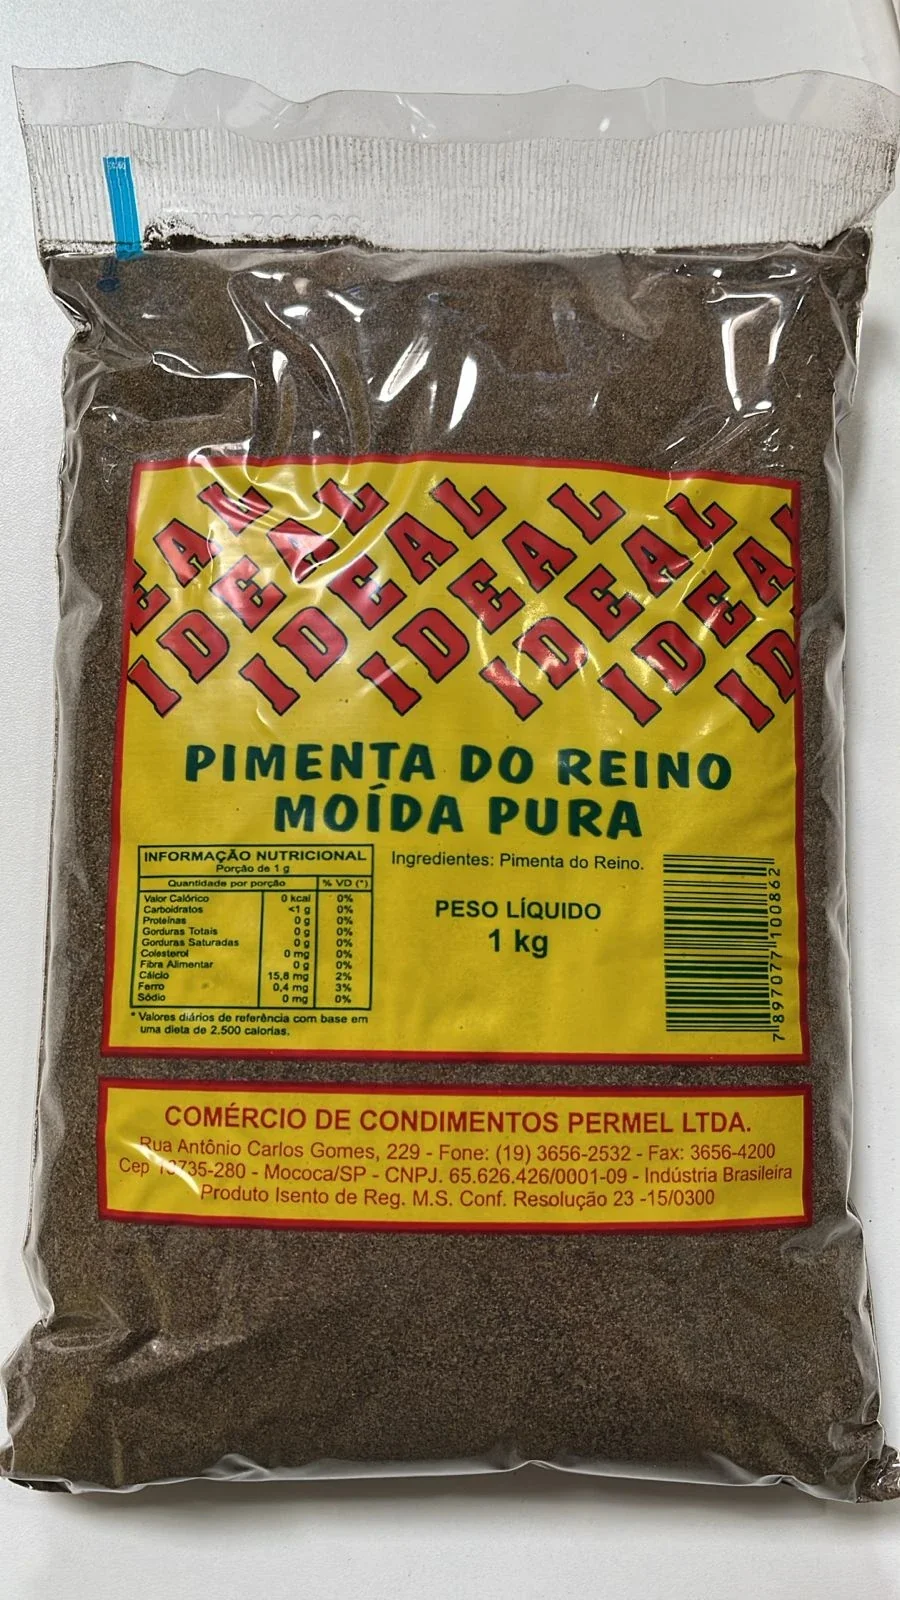 EAL IDEAL IDEAL IDEAL IDEAL IDEA ID
PIMENTA DO REINO
MOÍDA PURA
INFORMAÇÃO NUTRICIONAL
Porção de 1 g
Quantidade por porção % VD (*)
Valor Calórico 0 kcal 0%
Carboidratos <1 g 0%
Proteínas 0 g 0%
Gorduras Totais 0 g 0%
Gorduras Saturadas 0 g 0%
Colesterol 0 mg 0%
Fibra Alimentar 0 g 0%
Cálcio 15,8 mg 2%
Ferro 0,4 mg 3%
Sódio 0 mg 0%
* Valores diários de referência com base em
uma dieta de 2.500 calorias.
Ingredientes: Pimenta do Reino.
PESO LÍQUIDO
1 kg
7 897077 100862
COMÉRCIO DE CONDIMENTOS PERMEL LTDA.
Rua Antônio Carlos Gomes, 229 - Fone: (19) 3656-2532 - Fax: 3656-4200
Cep 13735-280 - Mococa/SP - CNPJ. 65.626.426/0001-09 - Indústria Brasileira
Produto Isento de Reg. M.S. Conf. Resolução 23 -15/0300